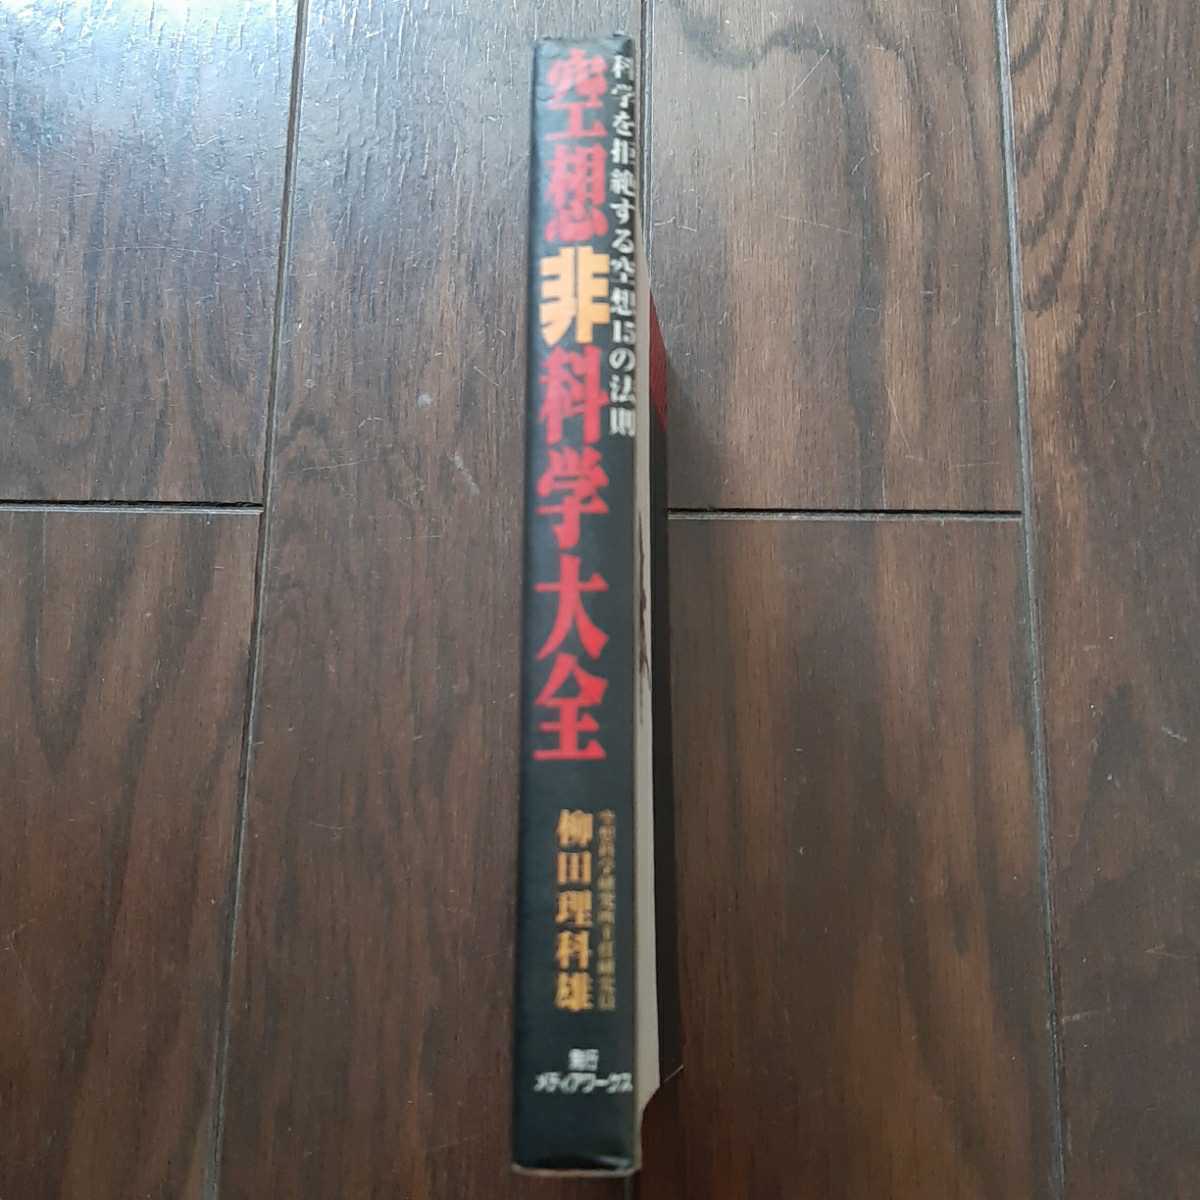 科学を拒絶する空想15の法則
空想非科学大全
空想科学研究所主任研究員
柳田理科雄
発行
メディアワークス